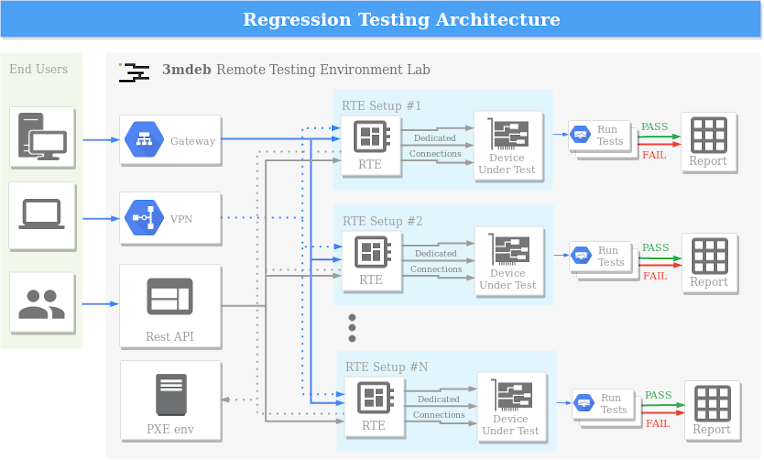 Regression Testing Architecture
End Users
3mdeb Remote Testing Environment Lab
Gateway
VPN
Rest API
PXE env
RTE Setup #1
RTE
Dedicated
Connections
Device
Under Test
Run
Tests
PASS
FAIL
Report
RTE Setup #2
RTE
Dedicated
Connections
Device
Under Test
Run
Tests
PASS
FAIL
Report
RTE Setup #N
RTE
Dedicated
Connections
Device
Under Test
Run
Tests
PASS
FAIL
Report